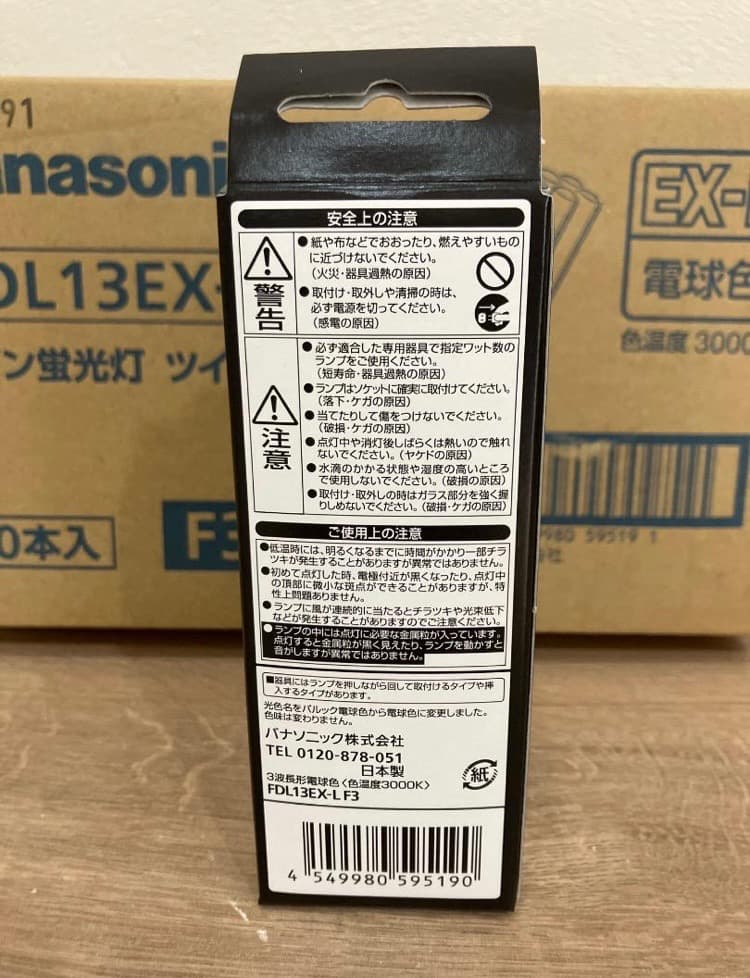 91
Panasoni
DL13EX-
ン蛍光灯 ツイ
0本入
F3
EX-
電球色
色温度 3000
980 59519 1
安全上の注意
警告
●紙や布などでおおったり、燃えやすいもの
に近づけないでください。
(火災・器具過熱の原因)
●取付け・取外しや清掃の時は、
必ず電源を切ってください。
(感電の原因)
注意
●必ず適合した専用器具で指定ワット数の
ランプをご使用ください。
(短寿命・器具過熱の原因)
●ランプはソケットに確実に取付けてください。
(落下・ケガの原因)
●当てたりして傷をつけないでください。
(破損・ケガの原因)
●点灯中や消灯後しばらくは熱いので触れ
ないでください。(ヤケドの原因)
●水滴のかかる状態や湿度の高いところ
で使用しないでください。(破損の原因)
●取付け・取外しの時はガラス部分を強く握
りしめないでください。(破損・ケガの原因)
ご使用上の注意
●低温時には、明るくなるまでに時間がかかり一部チラ
ツキが発生することがありますが異常ではありません。
●初めて点灯した時、電極付近が黒くなったり、点灯中
の頂部に微小な斑点ができることがありますが、特
性上問題ありません。
●ランプに風が連続的に当たるとチラツキや光束低下
などが発生することがありますのでご注意ください。
●ランプの中には点灯に必要な金属粒が入っています。
点灯すると金属粒が黒く見えたり、ランプを動かすと
音がしますが異常ではありません。
■器具にはランプを押しながら回して取付けるタイプや挿
入するタイプがあります。
光色名をパルック電球色から電球色に変更しました。
色味は変わりません。
パナソニック株式会社
TEL 0120-878-051
日本製
3波長形電球色〈色温度3000K〉
FDL13EX-L F3
紙
4 549980 595190